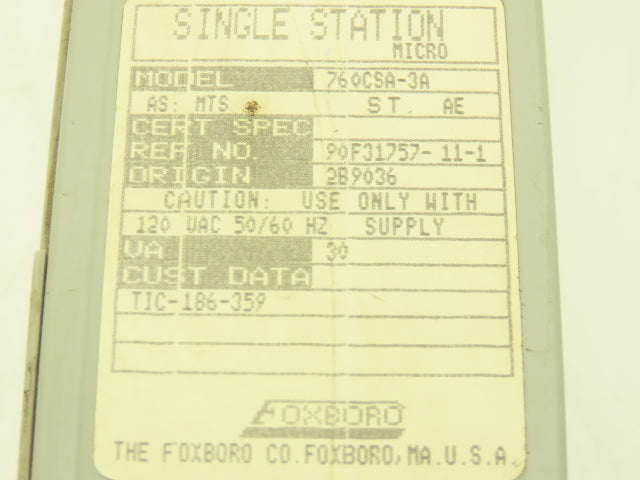 SINGLE STATION
MICRO
MODEL 760CSA-3A
AS: MTS ST. AE
CERT SPEC
REF NO. 90F31757-11-1
ORIGIN 2B9036
CAUTION: USE ONLY WITH
120 VAC 50/60 HZ SUPPLY
VA 30
CUST DATA
TIC-186-359
FOXBORO
THE FOXBORO CO.FOXBORO,MA.U.S.A